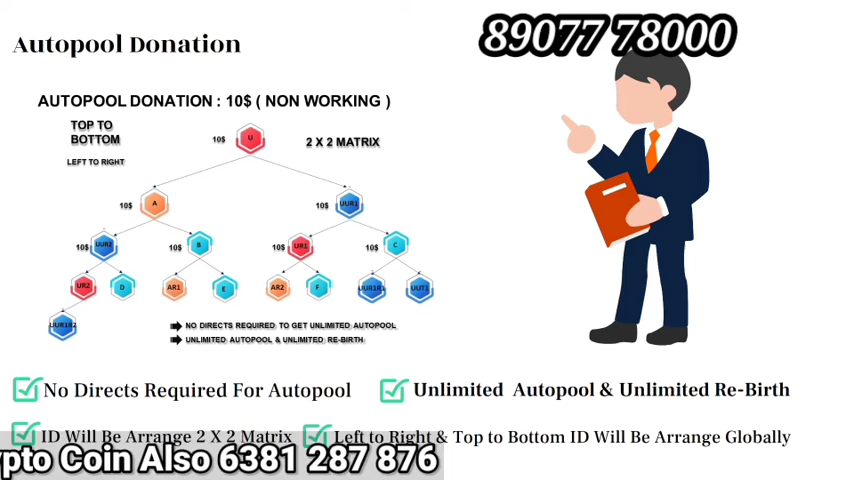 89077 78000
Autopool Donation
AUTOPOOL DONATION : 10$ ( NON WORKING )
TOP TO
BOTTOM
LEFT TO RIGHT
10$ U
2 X 2 MATRIX
10$ A
10$ UUR1
10$ UUR2
10$ B
10$ UR1
10$ C
UR2 D AR1 E AR2 F UUR1R1 UUT1
UUR1R2
NO DIRECTS REQUIRED TO GET UNLIMITED AUTOPOOL
UNLIMITED AUTOPOOL & UNLIMITED RE-BIRTH
No Directs Required For Autopool
Unlimited Autopool & Unlimited Re-Birth
ID Will Be Arrange 2 X 2 Matrix
Left to Right & Top to Bottom ID Will Be Arrange Globally
ypto Coin Also 6381 287 876